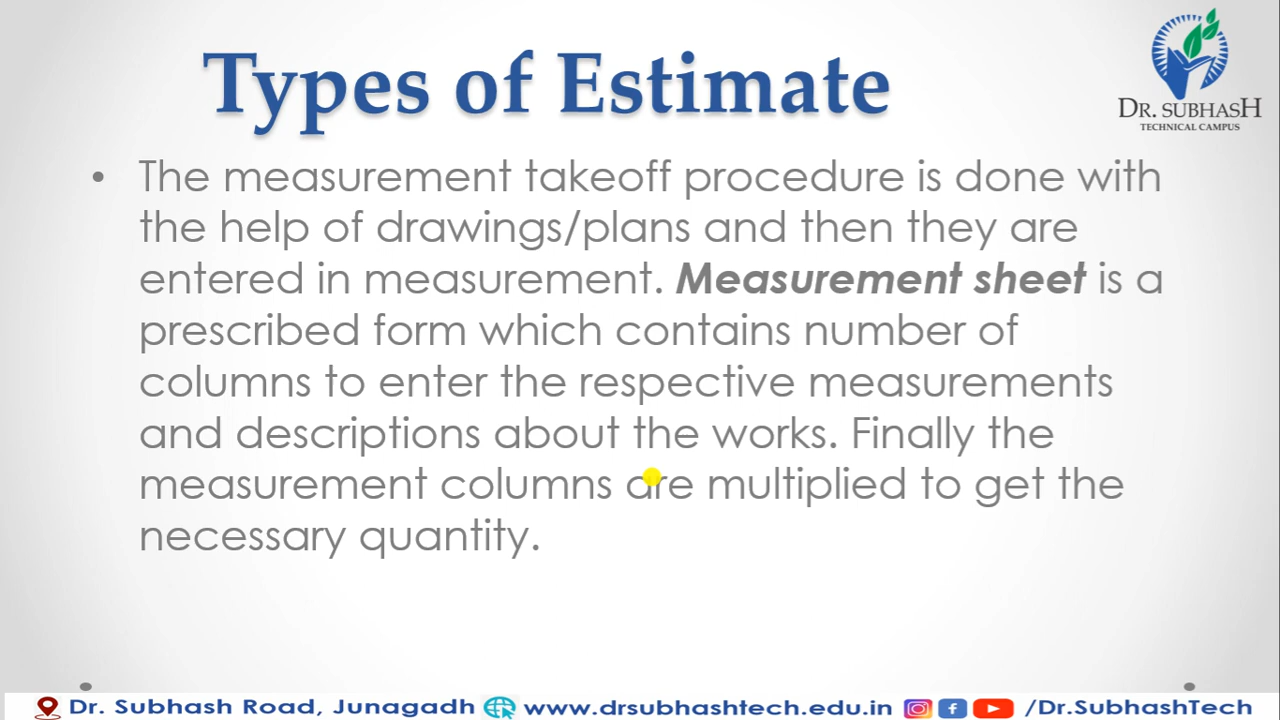 Types of Estimate
DR. SUBHASH
TECHNICAL CAMPUS
• The measurement takeoff procedure is done with
the help of drawings/plans and then they are
entered in measurement. Measurement sheet is a
prescribed form which contains number of
columns to enter the respective measurements
and descriptions about the works. Finally the
measurement columns are multiplied to get the
necessary quantity.
Dr. Subhash Road, Junagadh www.drsubhashtech.edu.in /Dr.SubhashTech